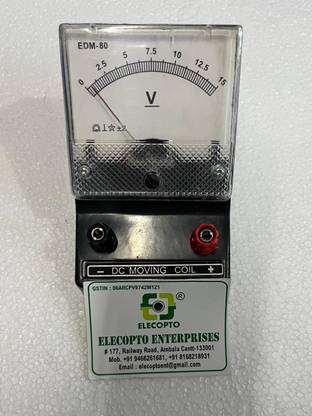 EDM-80
0 2.5 5 7.5 10 12.5 15
V
− DC MOVING COIL +
GSTIN : 06ARCPV9742M1Z1
®
ELECOPTO
ELECOPTO ENTERPRISES
# 177, Railway Road, Ambala Cantt-133001
Mob. +91 9466261681, +91 8168218931
Email : elecoptoent@gmail.com